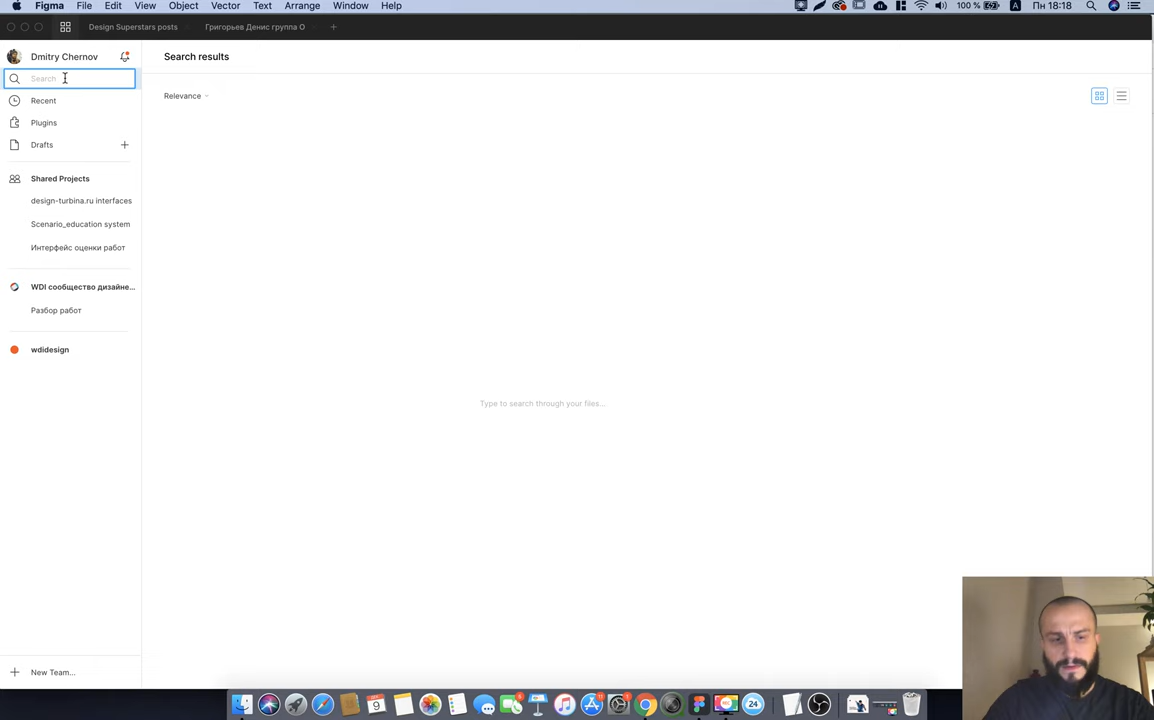 Figma File Edit View Object Vector Text Arrange Window Help 100 % A Пн 18:18
Design Superstars posts Григорьев Денис группа О
Dmitry Chernov
Search results
Search
Relevance
Recent
Plugins
Drafts
Shared Projects
design-turbina.ru interfaces
Scenario_education system
Интерфейс оценки работ
WDI сообщество дизайне...
Разбор работ
wdidesign
Type to search through your files...
New Team...
9
24